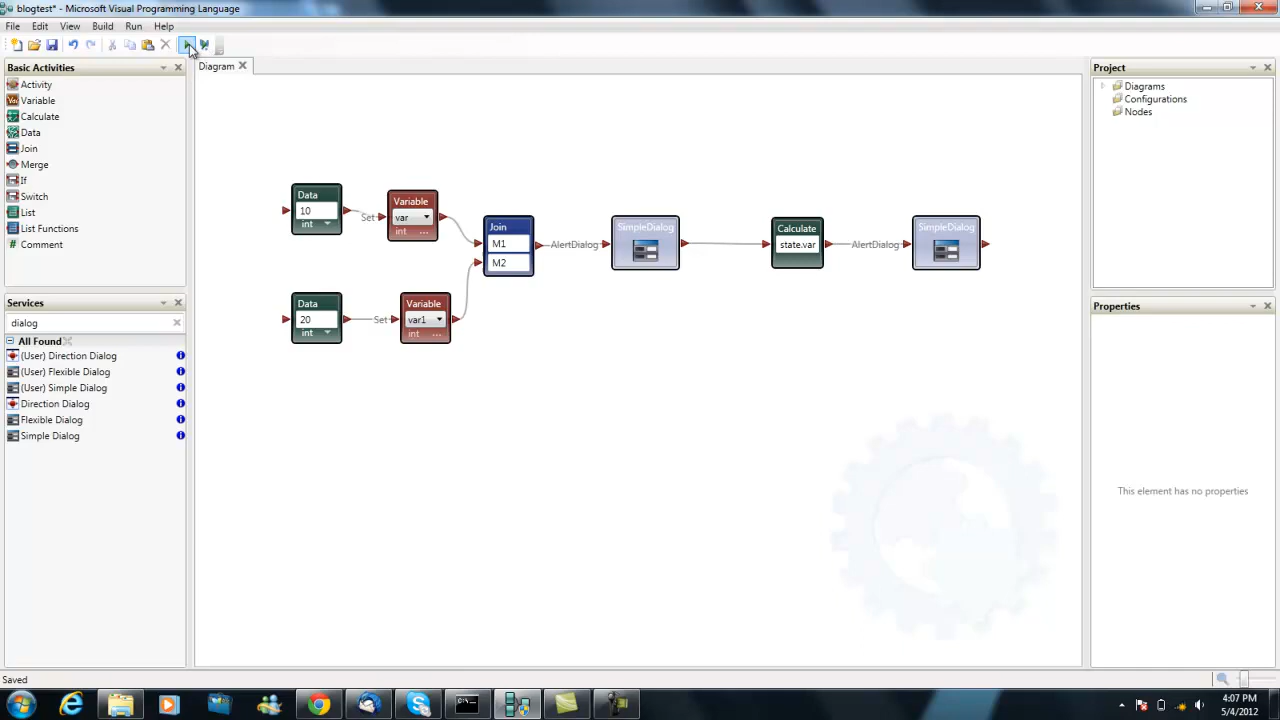 blogtest* - Microsoft Visual Programming Language
File Edit View Build Run Help
Basic Activities
Activity
Variable
Calculate
Data
Join
Merge
If
Switch
List
List Functions
Comment
Services
dialog
All Found
(User) Direction Dialog
(User) Flexible Dialog
(User) Simple Dialog
Direction Dialog
Flexible Dialog
Simple Dialog
Diagram
Data
10
int
Set
Variable
var
int ...
Data
20
int
Set
Variable
var1
int ...
Join
M1
M2
AlertDialog
SimpleDialog
Calculate
state.var
AlertDialog
SimpleDialog
Project
Diagrams
Configurations
Nodes
Properties
This element has no properties
Saved
4:07 PM
5/4/2012